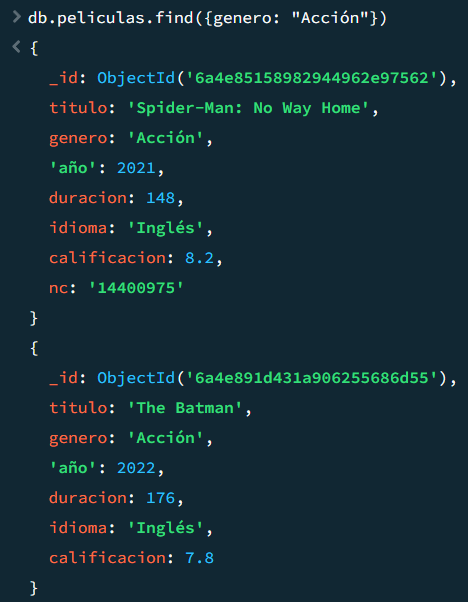 > db.peliculas.find({genero: "Acción"})
< {
_id: ObjectId('6a4e85158982944962e97562'),
titulo: 'Spider-Man: No Way Home',
genero: 'Acción',
'año': 2021,
duracion: 148,
idioma: 'Inglés',
calificacion: 8.2,
nc: '14400975'
}
{
_id: ObjectId('6a4e891d431a906255686d55'),
titulo: 'The Batman',
genero: 'Acción',
'año': 2022,
duracion: 176,
idioma: 'Inglés',
calificacion: 7.8
}